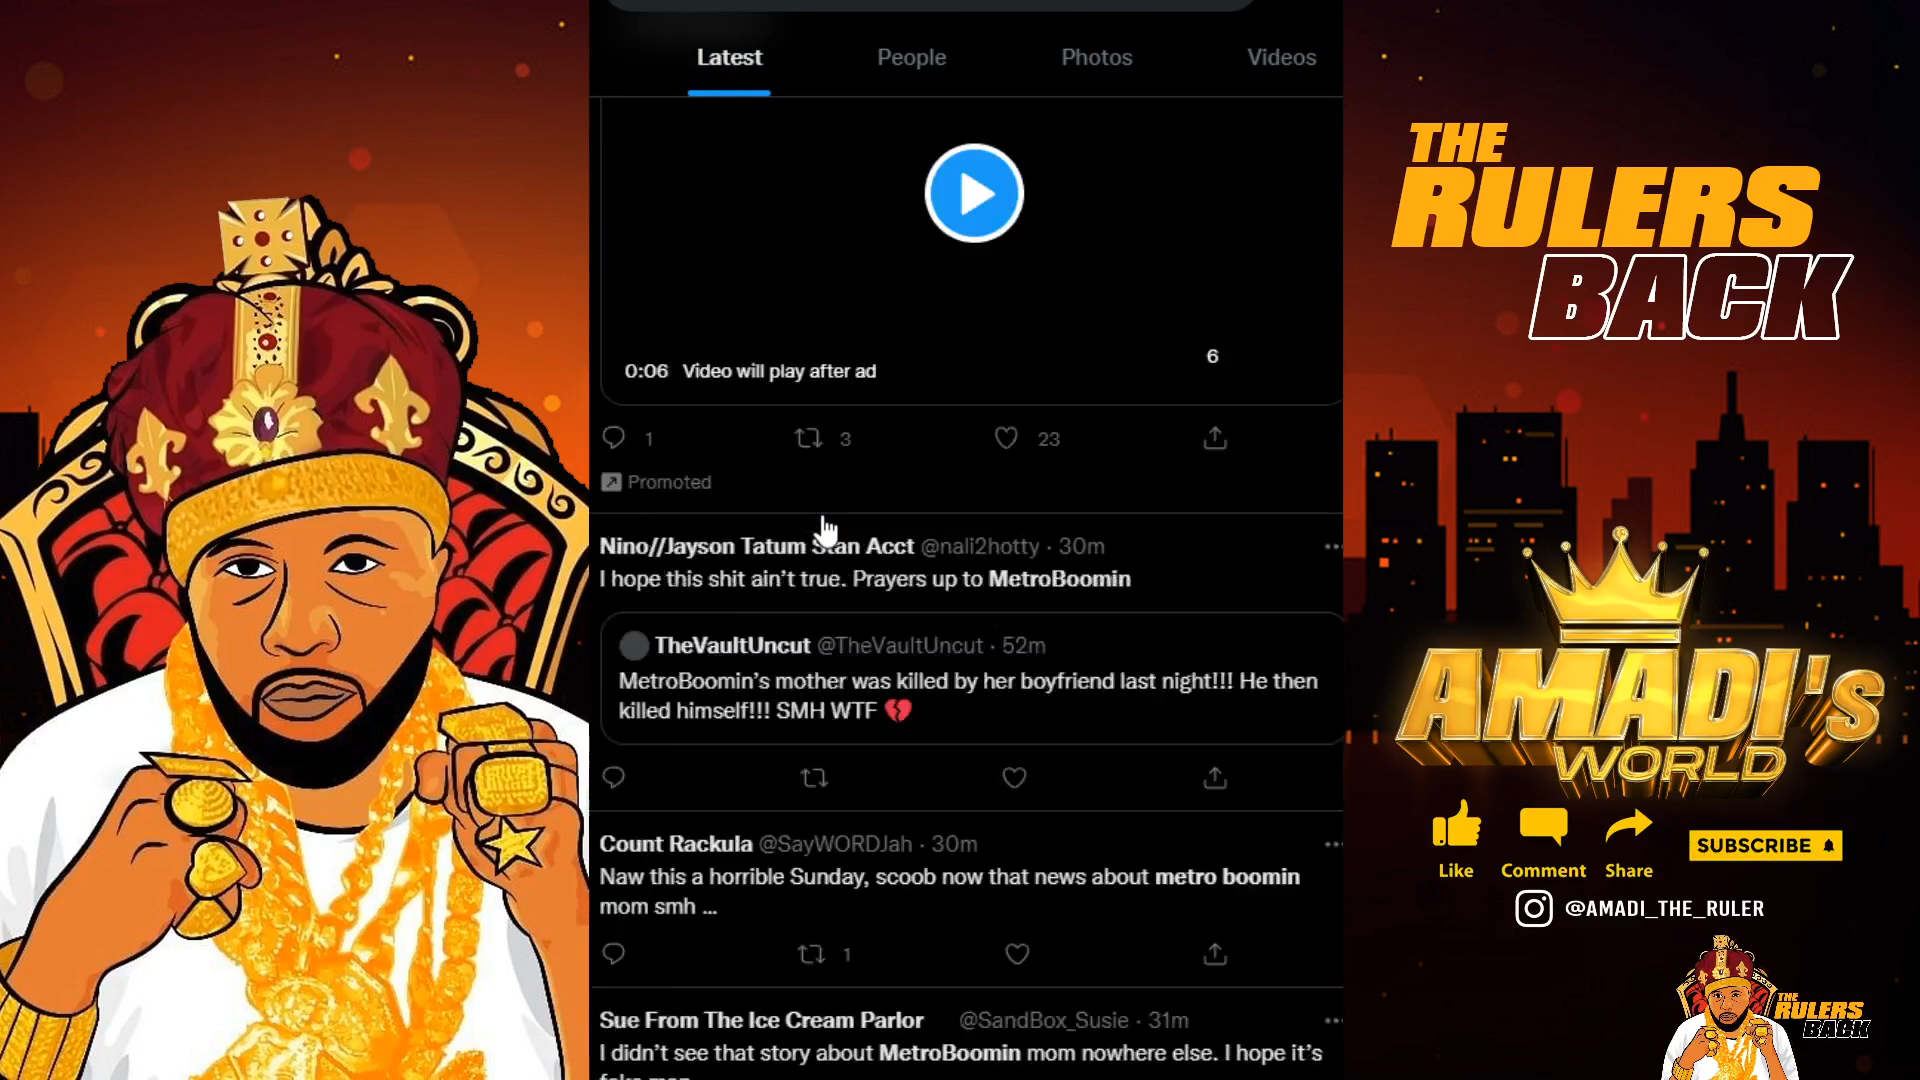 Latest People Photos Videos
0:06 Video will play after ad
6
1 3 23
Promoted
Nino//Jayson Tatum Stan Acct @nali2hotty · 30m
I hope this shit ain't true. Prayers up to MetroBoomin
TheVaultUncut @TheVaultUncut · 52m
MetroBoomin's mother was killed by her boyfriend last night!!! He then
killed himself!!! SMH WTF 💔
Count Rackula @SayWORDJah · 30m
Naw this a horrible Sunday, scoob now that news about metro boomin
mom smh ...
1
Sue From The Ice Cream Parlor @SandBox_Susie · 31m
I didn't see that story about MetroBoomin mom nowhere else. I hope it's
THE
RULERS
BACK
AMADI's
WORLD
Like Comment Share
SUBSCRIBE
@AMADI_THE_RULER
THE
RULERS
BACK